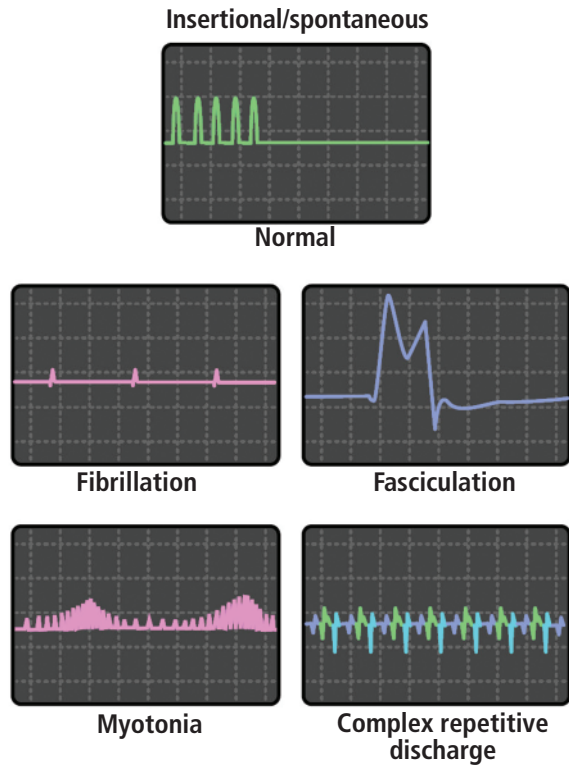 Insertional/spontaneous
Normal
Fibrillation
Fasciculation
Myotonia
Complex repetitive
discharge